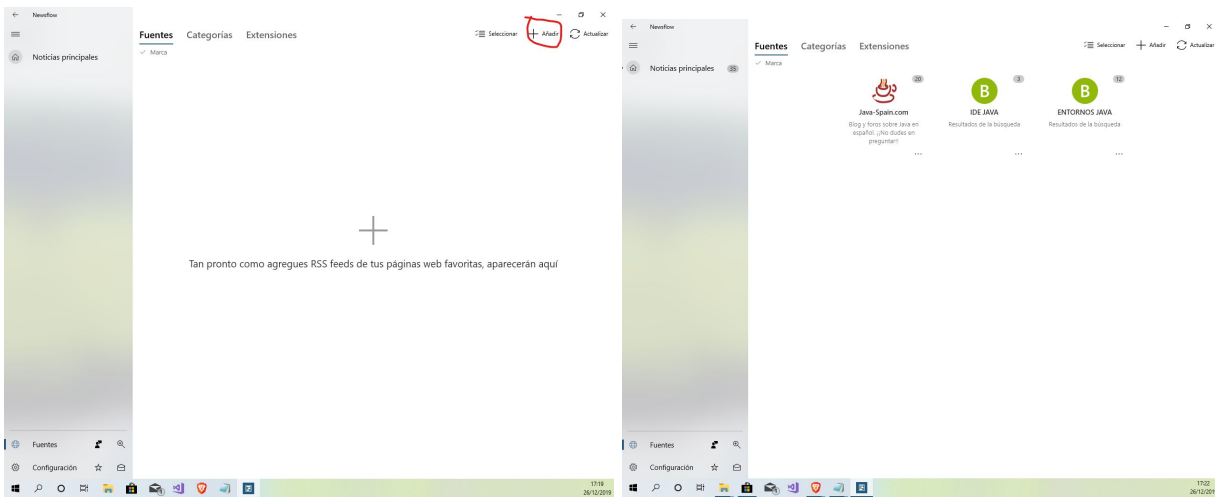 Newsflow
Fuentes Categorías Extensiones
Seleccionar Añadir Actualizar
Marca
Noticias principales
Tan pronto como agregues RSS feeds de tus páginas web favoritas, aparecerán aquí
Fuentes
Configuración
17:19
26/12/2019
Newsflow
Fuentes Categorías Extensiones
Seleccionar Añadir Actualizar
Marca
Noticias principales 35
20
3
12
B
B
Java-Spain.com
IDE JAVA
ENTORNOS JAVA
Blog y foros sobre Java en
español. ¡¡No dudes en
preguntar!!
Resultados de la búsqueda
Resultados de la búsqueda
...
...
...
Fuentes
Configuración
17:22
26/12/201